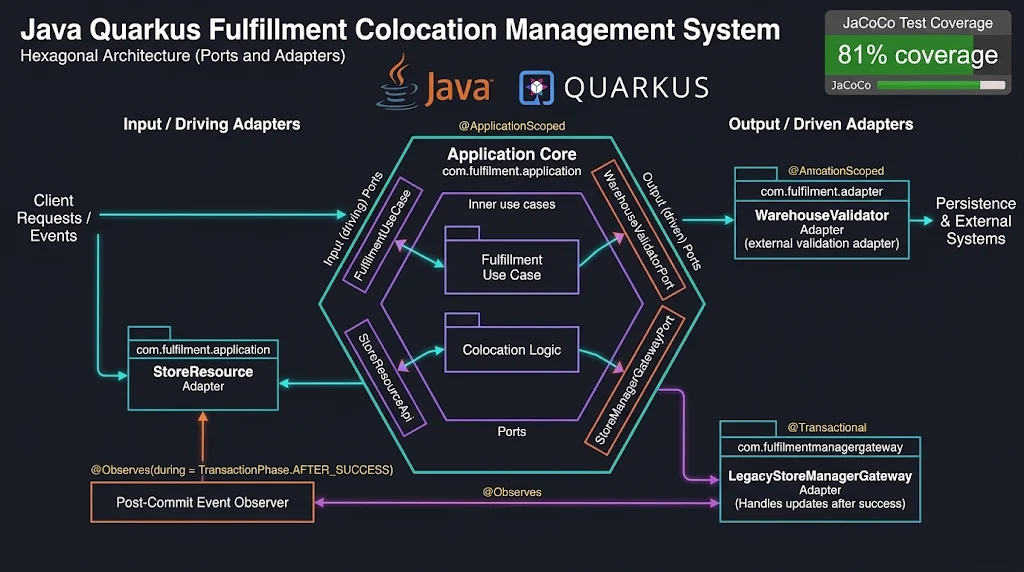 Java Quarkus Fulfillment Colocation Management System
Hexagonal Architecture (Ports and Adapters)
JaCoCo Test Coverage
81% coverage
JaCoCo
Java
QUARKUS
Input / Driving Adapters
@ApplicationScoped
Output / Driven Adapters
Application Core
com.fulfillment.application
Inner use cases
Input (driving) Ports
FulfilmentUseCase
WarehouseValidatorPort
Output (driven) Ports
Client
Requests /
Events
Fulfillment
Use Case
@AnrcationScoped
com.fulfilment.adapter
WarehouseValidator
Adapter
(external validation adapter)
Persistence
& External
Systems
com.fulfilment.application
StoreResource
Adapter
StoreResourceApi
Colocation Logic
StoreManagerGatewayPort
Ports
@Observes(during = TransactionPhase.AFTER_SUCCESS)
Post-Commit Event Observer
@Observes
@Transactional
com.fulfilmentmanagergateway
LegacyStoreManagerGateway
Adapter
(Handles updates after success)